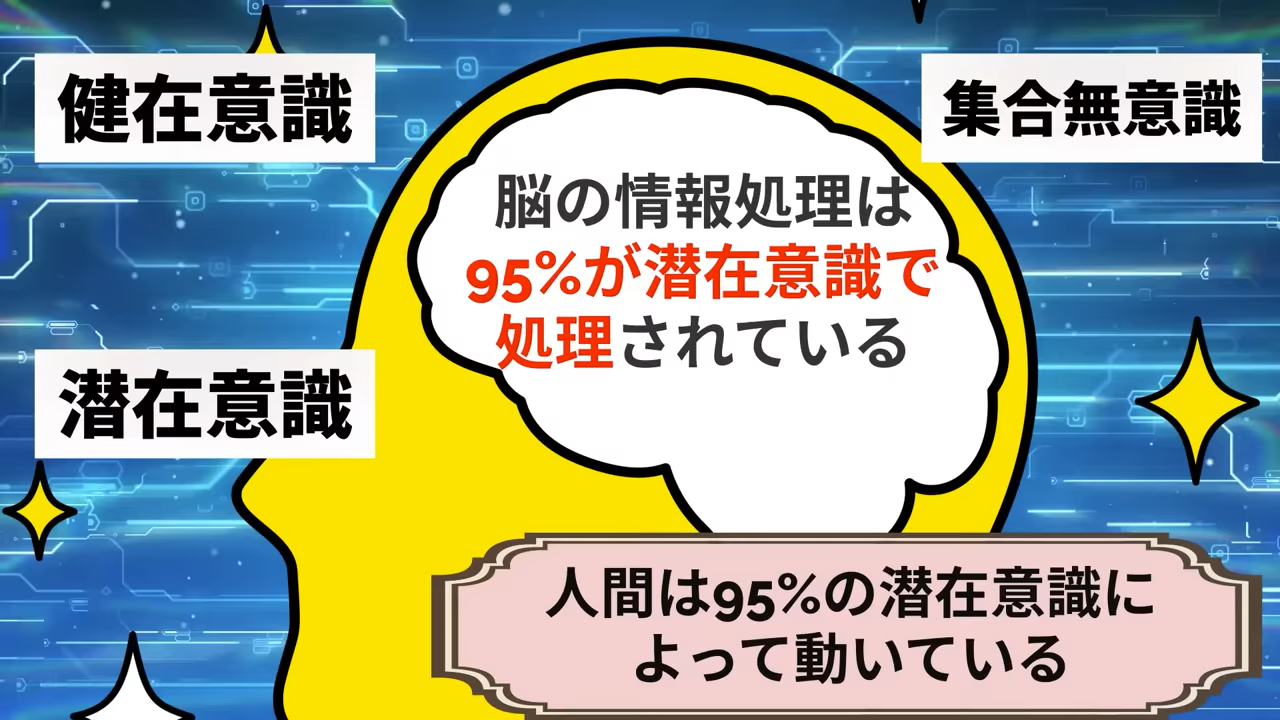 健在意識
集合無意識
脳の情報処理は
95%が潜在意識で
処理されている
潜在意識
人間は95%の潜在意識に
よって動いている